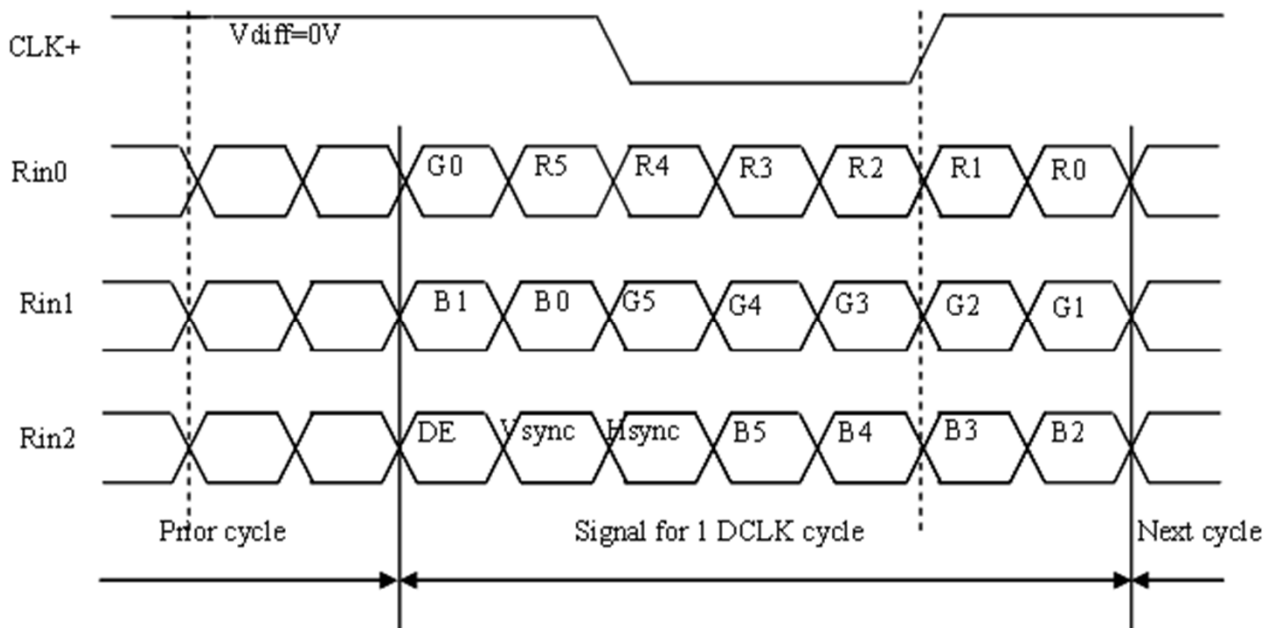 CLK+ Vdiff=0V
Rin0 G0 R5 R4 R3 R2 R1 R0
Rin1 B1 B0 G5 G4 G3 G2 G1
Rin2 DE Vsync Hsync B5 B4 B3 B2
Prior cycle Signal for 1 DCLK cycle Next cycle